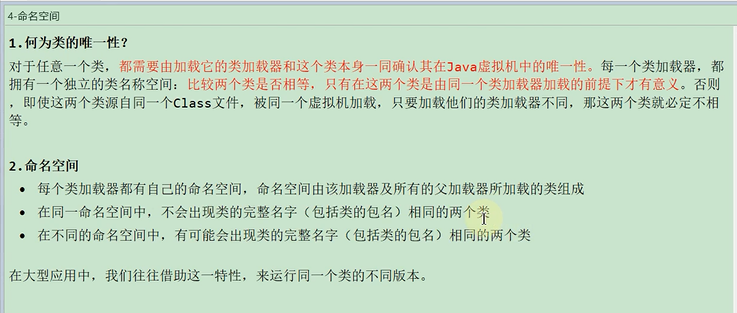 4-命名空间
1.何为类的唯一性？
对于任意一个类，都需要由加载它的类加载器和这个类本身一同确认其在Java虚拟机中的唯一性。每一个类加载器，都
拥有一个独立的类名称空间：比较两个类是否相等，只有在这两个类是由同一个类加载器加载的前提下才有意义。否则
，即使这两个类源自同一个Class文件，被同一个虚拟机加载，只要加载他们的类加载器不同，那这两个类就必定不相
等。
2.命名空间
• 每个类加载器都有自己的命名空间，命名空间由该加载器及所有的父加载器所加载的类组成
• 在同一命名空间中，不会出现类的完整名字（包括类的包名）相同的两个类
• 在不同的命名空间中，有可能会出现类的完整名字（包括类的包名）相同的两个类
在大型应用中，我们往往借助这一特性，来运行同一个类的不同版本。